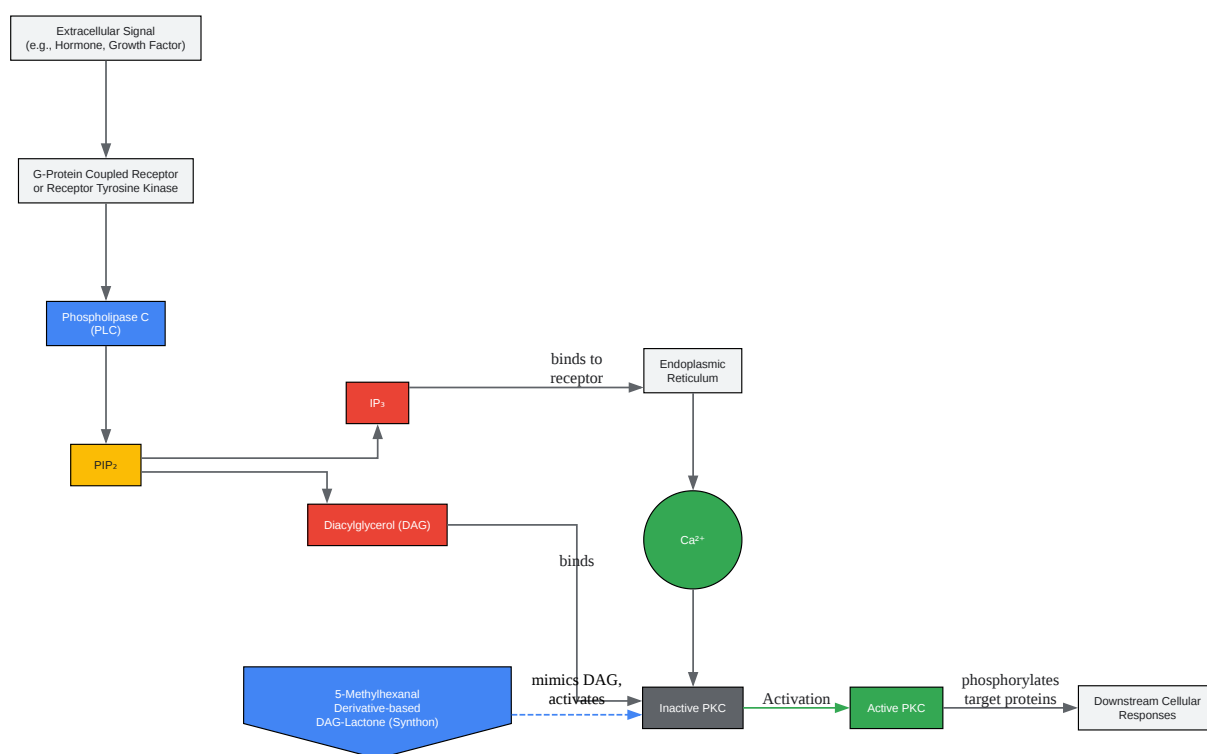 Extracellular Signal
(e.g., Hormone, Growth Factor)
G-Protein Coupled Receptor
or Receptor Tyrosine Kinase
Phospholipase C
(PLC)
PIP₂
IP₃
binds to
receptor
Endoplasmic
Reticulum
Diacylglycerol (DAG)
binds
Ca²⁺
5-Methylhexanal
Derivative-based
DAG-Lactone (Synthon)
mimics DAG,
activates
Inactive PKC
Activation
Active PKC
phosphorylates
target proteins
Downstream Cellular
Responses